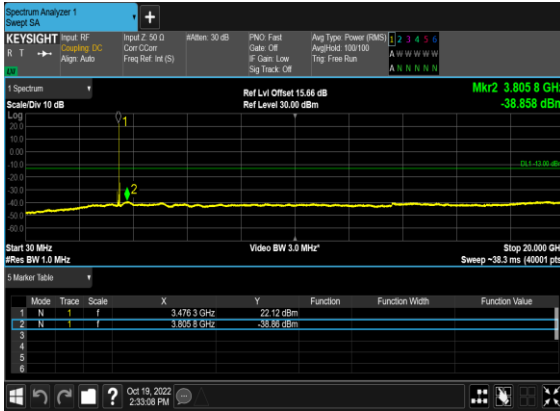 Spectrum Analyzer 1
Swept SA
+
KEYSIGHT Input: RF Input Z: 50 Ω #Atten: 30 dB PNO: Fast Avg Type: Power (RMS) 1 2 3 4 5 6
R T Coupling: DC Corr CCorr Gate: Off Avg|Hold: 100/100 A W W W W W
Align: Auto Freq Ref: Int (S) IF Gain: Low Trig: Free Run
Sig Track: Off A N N N N N
1 Spectrum
Ref Lvl Offset 15.66 dB Mkr2 3.805 8 GHz
Scale/Div 10 dB Ref Level 30.00 dBm -38.858 dBm
Log
20.0
10.0
0.00
-10.0
-20.0
-30.0
-40.0
-50.0
-60.0
1
2
DL1 -13.00 dBm
Start 30 MHz Video BW 3.0 MHz* Stop 20.000 GH
#Res BW 1.0 MHz Sweep ~38.3 ms (40001 pts
5 Marker Table
Mode Trace Scale X Y Function Function Width Function Value
1 N 1 f 3.476 3 GHz 22.12 dBm
2 N 1 f 3.805 8 GHz -38.86 dBm
3
4
5
6
?
Oct 19, 2022
2:33:08 PM